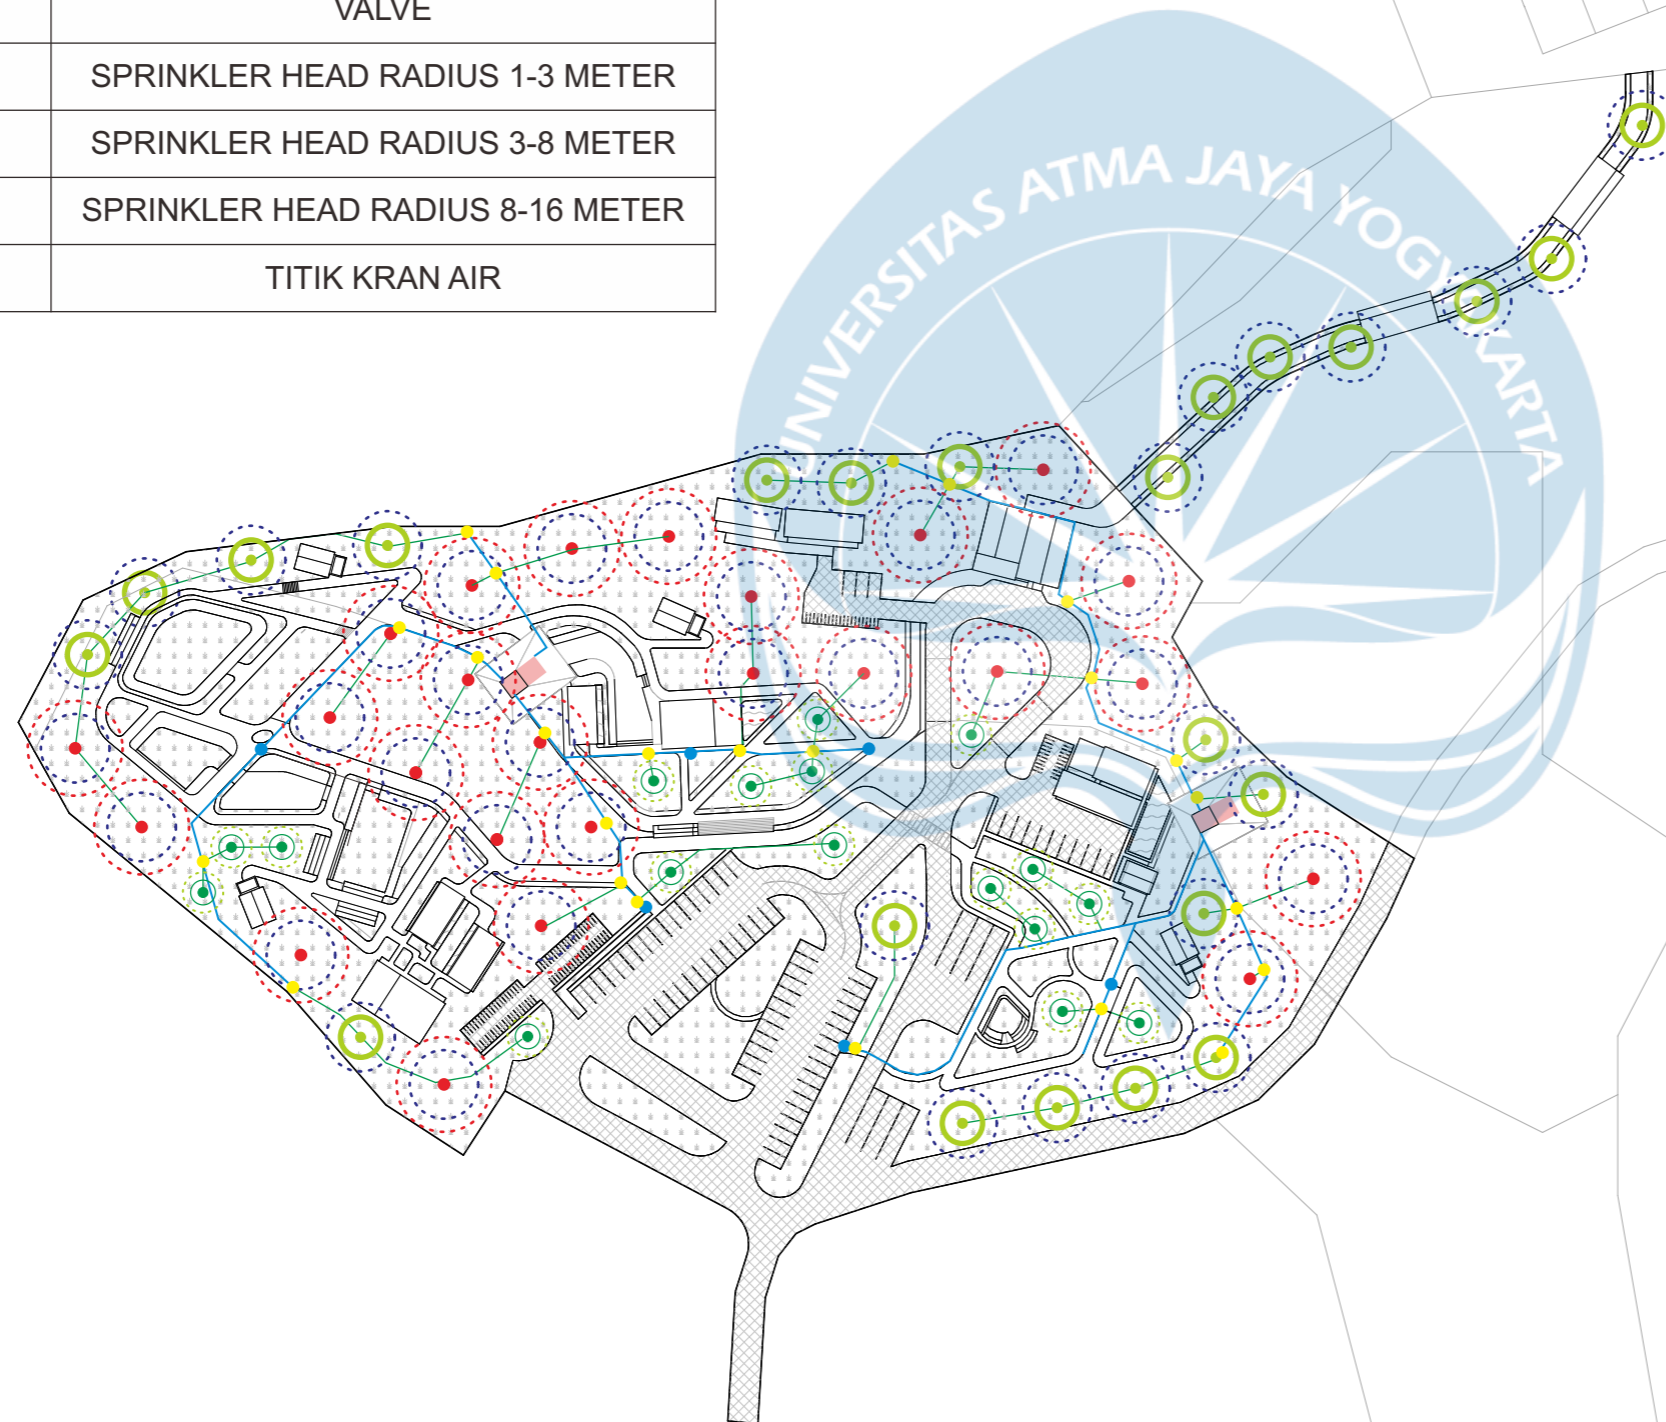 VALVE
SPRINKLER HEAD RADIUS 1-3 METER
SPRINKLER HEAD RADIUS 3-8 METER
SPRINKLER HEAD RADIUS 8-16 METER
TITIK KRAN AIR
UNIVERSITAS ATMA JAYA YOGYAKARTA